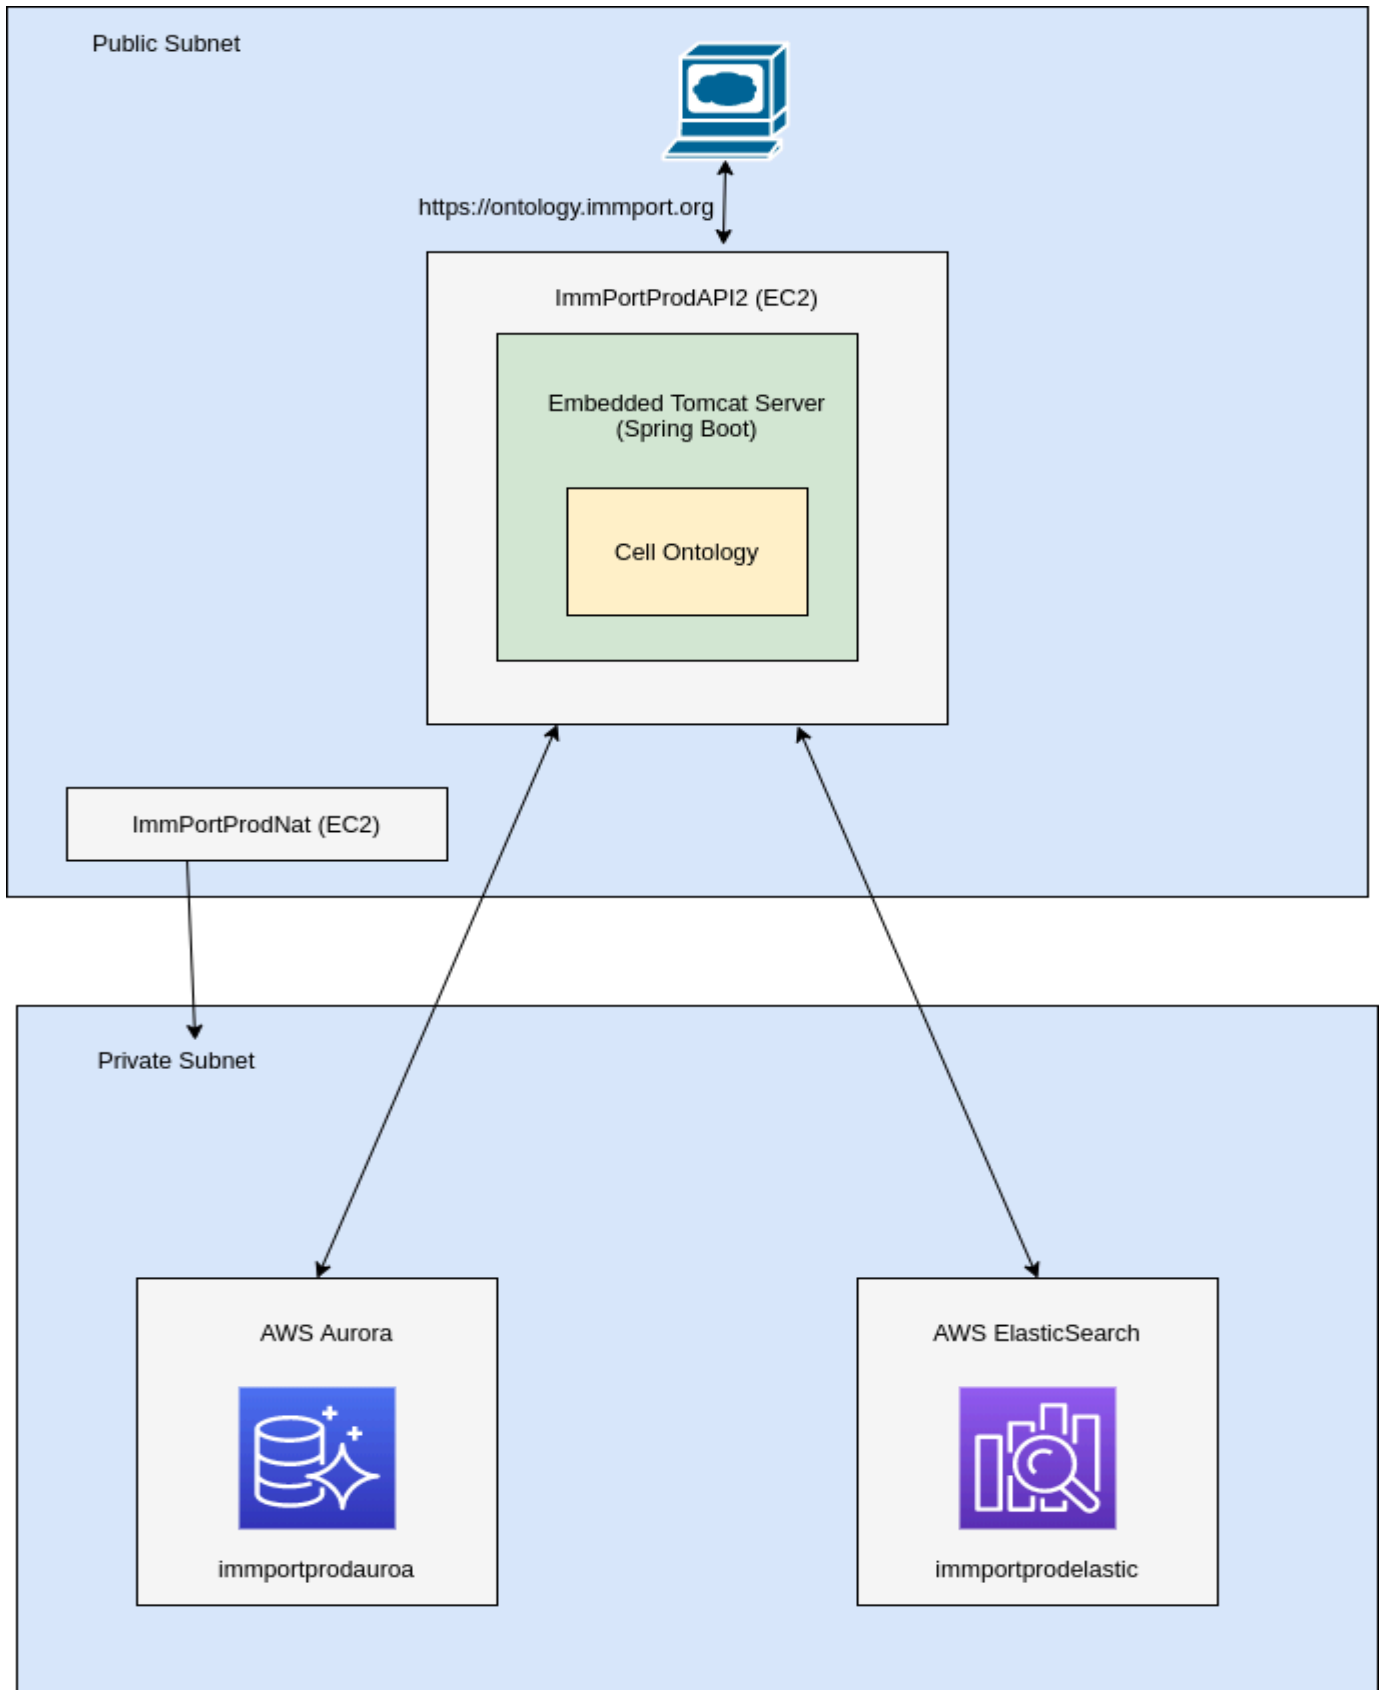 Public Subnet
https://ontology.immport.org
ImmPortProdAPI2 (EC2)
Embedded Tomcat Server
(Spring Boot)
Cell Ontology
ImmPortProdNat (EC2)
Private Subnet
AWS Aurora
immportprodauroa
AWS ElasticSearch
immportprodelastic